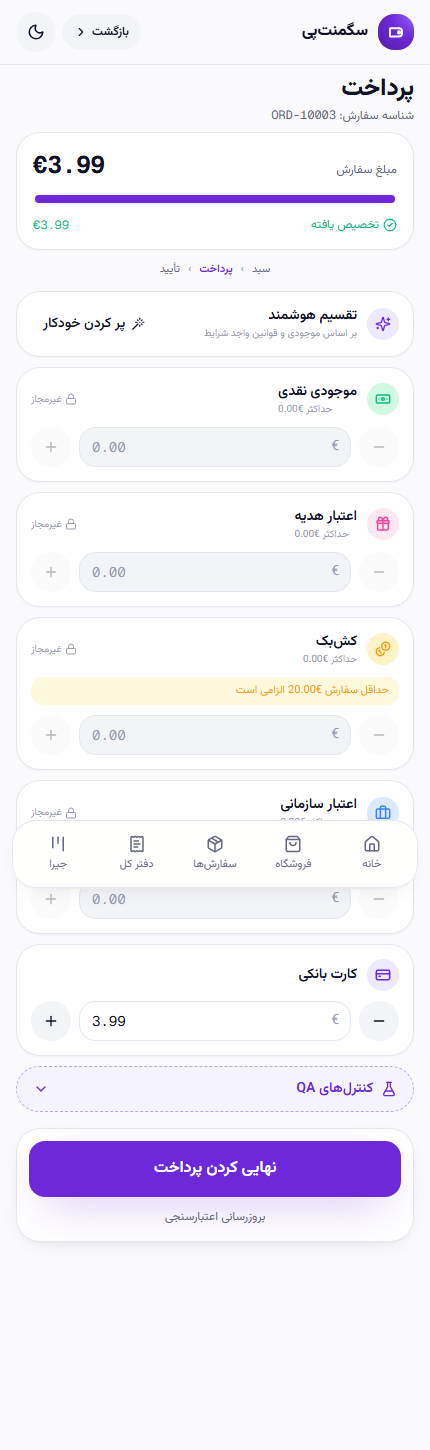 سگمنت‌پی
بازگشت
پرداخت
شناسه سفارش: ORD-10003
مبلغ سفارش
€3.99
تخصیص یافته
€3.99
سبد › پرداخت › تأیید
تقسیم هوشمند
بر اساس موجودی و قوانین واجد شرایط
پر کردن خودکار
موجودی نقدی
حداکثر €0.00
غیرمجاز
€
0.00
اعتبار هدیه
حداکثر €0.00
غیرمجاز
€
0.00
کش‌بک
حداکثر €0.00
غیرمجاز
حداقل سفارش €20.00 الزامی است
€
0.00
اعتبار سازمانی
غیرمجاز
خانه
فروشگاه
سفارش‌ها
دفتر کل
جیرا
€
0.00
کارت بانکی
€
3.99
کنترل‌های QA
نهایی کردن پرداخت
بروزرسانی اعتبارسنجی